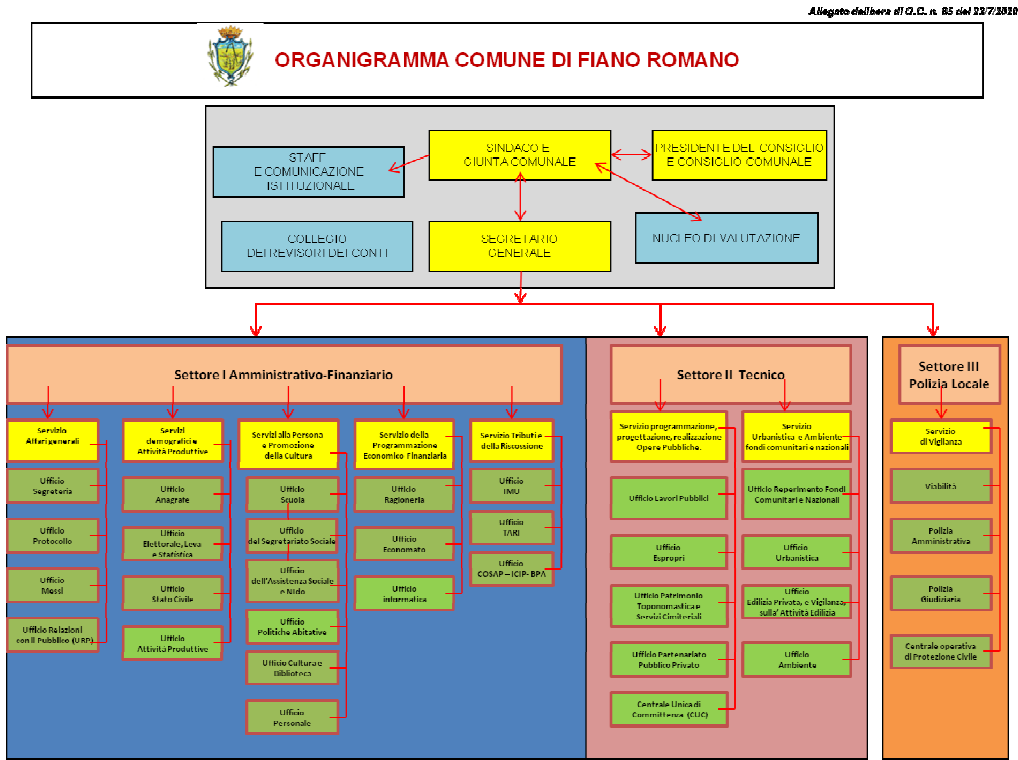 Allegato delibera di G.C. n. 85 del 22/7/2020
ORGANIGRAMMA COMUNE DI FIANO ROMANO
STAFF
E COMUNICAZIONE
ISTITUZIONALE
SINDACO E
GIUNTA COMUNALE
PRESIDENTE DEL CONSIGLIO
E CONSIGLIO COMUNALE
COLLEGIO
DEI REVISORI DEI CONTI
SEGRETARIO
GENERALE
NUCLEO DI VALUTAZIONE
Settore I Amministrativo-Finanziario
Servizio
Affari generali
Ufficio
Segreteria
Ufficio
Protocollo
Ufficio
Messi
Ufficio Relazioni
con il Pubblico (URP)
Servizi
demografici e
Attività Produttive
Ufficio
Anagrafe
Ufficio
Elettorale, Leva
e Statistica
Ufficio
Stato Civile
Ufficio
Attività Produttive
Servizi alla Persona
e Promozione
della Cultura
Ufficio
Scuola
Ufficio
del Segretariato Sociale
Ufficio
dell'Assistenza Sociale
e Nido
Ufficio
Politiche Abitative
Ufficio Cultura e
Biblioteca
Ufficio
Personale
Servizio della
Programmazione
Economico-Finanziaria
Ufficio
Ragioneria
Ufficio
Economato
Ufficio
informatica
Servizio Tributi e
della Riscossione
Ufficio
IMU
Ufficio
TARI
Ufficio
COSAP – ICIP- BPA
Settore II Tecnico
Servizio programmazione,
progettazione, realizzazione
Opere Pubbliche.
Ufficio Lavori Pubblici
Ufficio
Espropri
Ufficio Patrimonio
Toponomastica e
Servizi Cimiteriali
Ufficio Partenariato
Pubblico Privato
Centrale Unica di
Committenza (CUC)
Servizio
Urbanistica e Ambiente
fondi comunitari e nazionali
Ufficio Reperimento Fondi
Comunitari e Nazionali
Ufficio
Urbanistica
Ufficio
Edilizia Privata, e Vigilanza,
sulla' Attività Edilizia
Ufficio
Ambiente
Settore III
Polizia Locale
Servizio
di Vigilanza
Viabilità
Polizia
Amministrativa
Polizia
Giudiziaria
Centrale operativa
di Protezione Civile